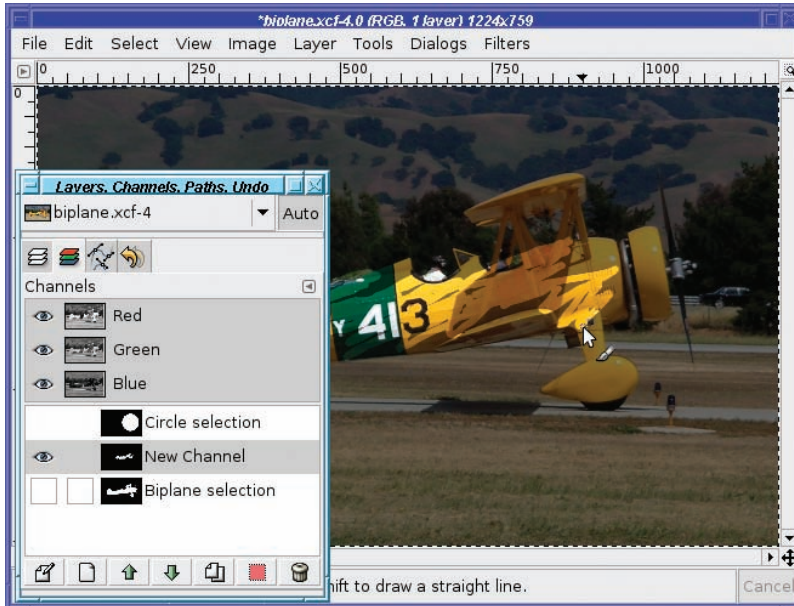 *biplane.xcf-4.0 (RGB, 1 layer) 1224x759
File Edit Select View Image Layer Tools Dialogs Filters
0 250 500 750 1000
0
Layers, Channels, Paths, Undo
biplane.xcf-4 Auto
Channels
Red
Green
Blue
Circle selection
New Channel
Biplane selection
Y 413
hift to draw a straight line.
Cancel